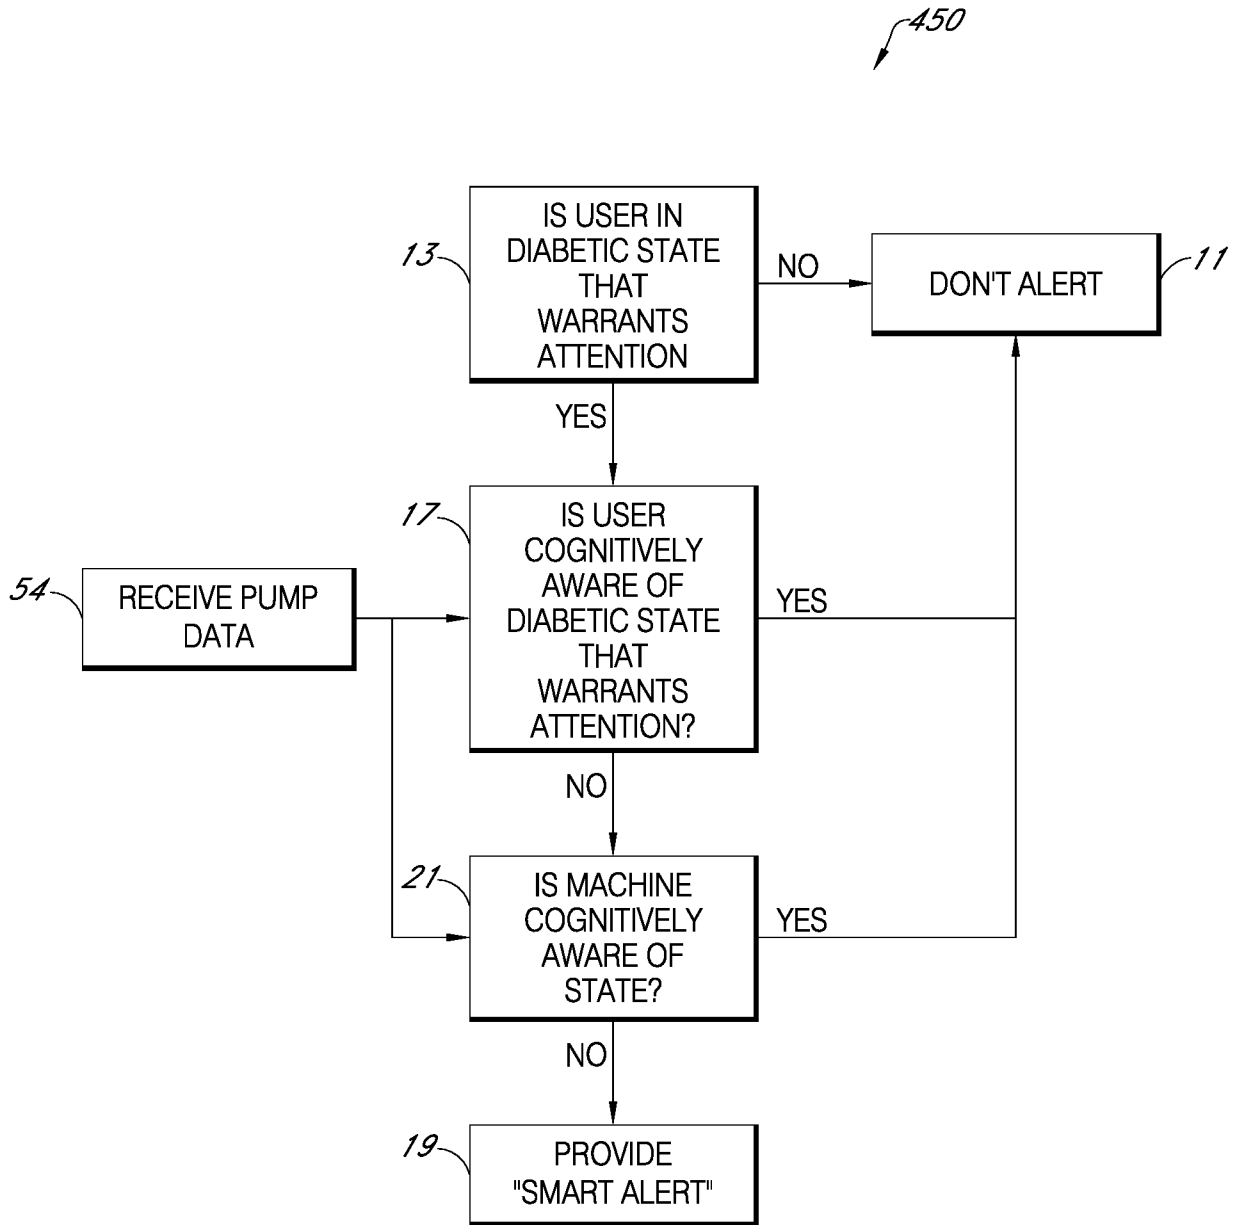 450
13
IS USER IN
DIABETIC STATE
THAT
WARRANTS
ATTENTION
NO
DON'T ALERT
11
YES
17
IS USER
COGNITIVELY
AWARE OF
DIABETIC STATE
THAT
WARRANTS
ATTENTION?
YES
54
RECEIVE PUMP
DATA
NO
21
IS MACHINE
COGNITIVELY
AWARE OF
STATE?
YES
NO
19
PROVIDE
"SMART ALERT"